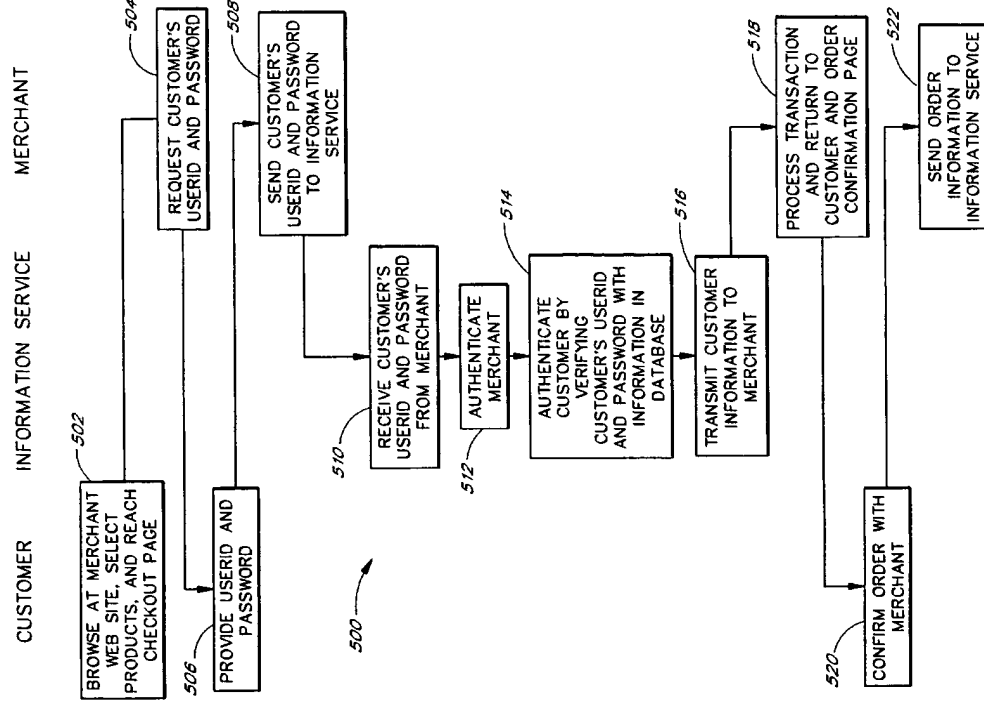 CUSTOMER
INFORMATION SERVICE
MERCHANT
502
BROWSE AT MERCHANT
WEB SITE, SELECT
PRODUCTS, AND REACH
CHECKOUT PAGE
504
REQUEST CUSTOMER'S
USERID AND PASSWORD
506
PROVIDE USERID AND
PASSWORD
508
SEND CUSTOMER'S
USERID AND PASSWORD
TO INFORMATION
SERVICE
510
RECEIVE CUSTOMER'S
USERID AND PASSWORD
FROM MERCHANT
512
AUTHENTICATE
MERCHANT
514
AUTHENTICATE
CUSTOMER BY
VERIFYING
CUSTOMER'S USERID
AND PASSWORD WITH
INFORMATION IN
DATABASE
500
516
TRANSMIT CUSTOMER
INFORMATION TO
MERCHANT
518
PROCESS TRANSACTION
AND RETURN TO
CUSTOMER AND ORDER
CONFIRMATION PAGE
520
CONFIRM ORDER WITH
MERCHANT
522
SEND ORDER
INFORMATION TO
INFORMATION SERVICE